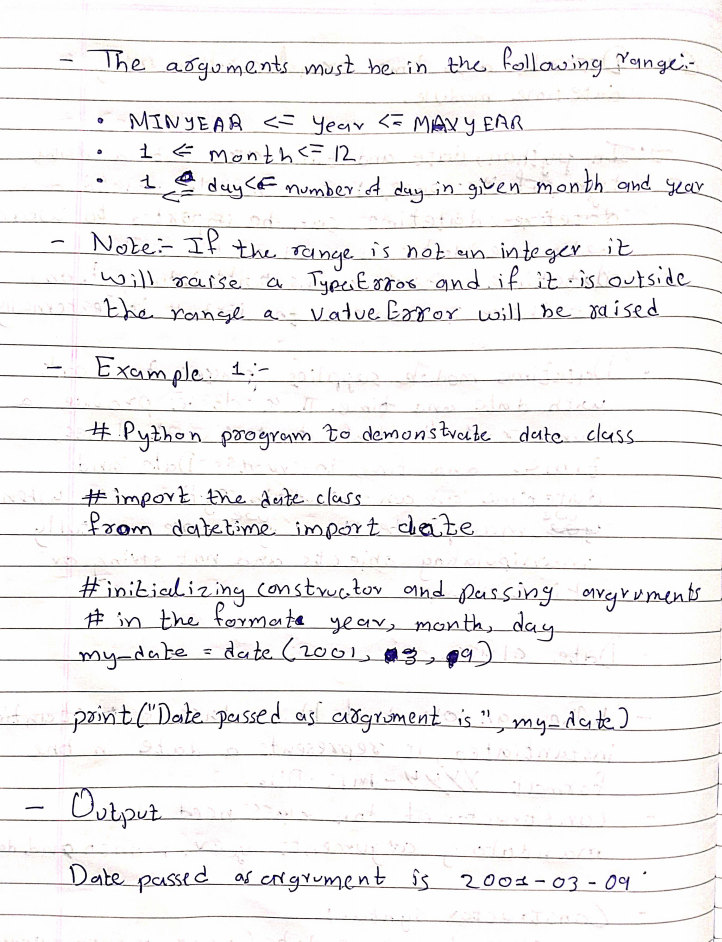 - The arguments must be in the following range:-
• MINYEAR <= year <= MAXYEAR
• 1 <= month <= 12
• 1 <= day <= number of day in given month and year
- Note:- If the range is not an integer it
will raise a TypeError and if it is outside
the range a valueError will be raised
- Example 1:-
# Python program to demonstrate date class
# import the date class
from datetime import date
# initializing constructor and passing argruments
# in the formate year, month, day
my_date = date (2001, 3, 9)
print ("Date passed as argrument is", my_date)
- Output
Date passed as argrument is 2001-03-09